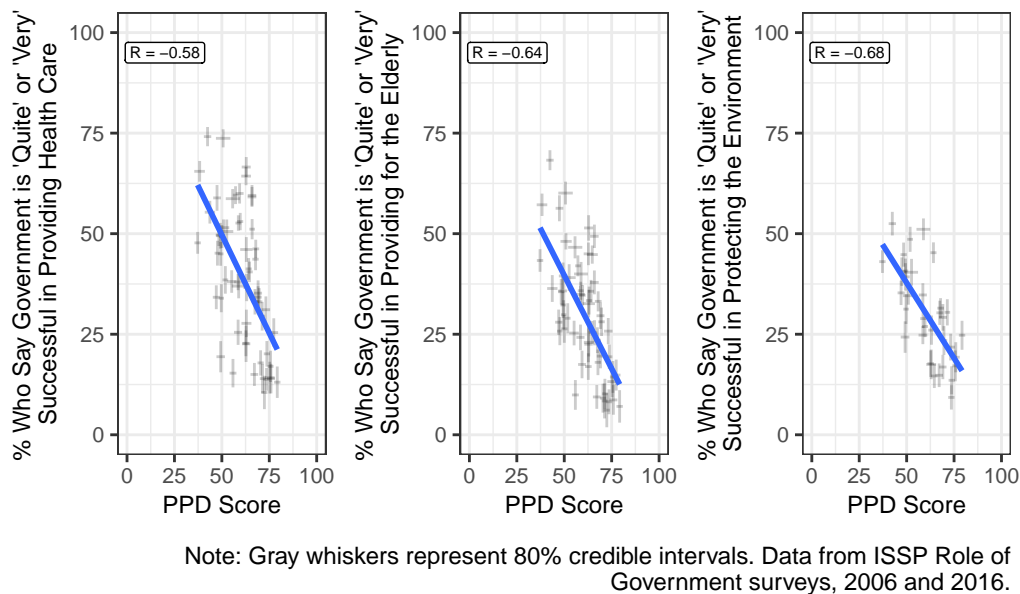 % Who Say Government is 'Quite' or 'Very'
Successful in Providing Health Care
100
75
50
25
0
R = −0.58
0 25 50 75 100
PPD Score
% Who Say Government is 'Quite' or 'Very'
Successful in Providing for the Elderly
100
75
50
25
0
R = −0.64
0 25 50 75 100
PPD Score
% Who Say Government is 'Quite' or 'Very'
Successful in Protecting the Environment
100
75
50
25
0
R = −0.68
0 25 50 75 100
PPD Score
Note: Gray whiskers represent 80% credible intervals. Data from ISSP Role of
Government surveys, 2006 and 2016.